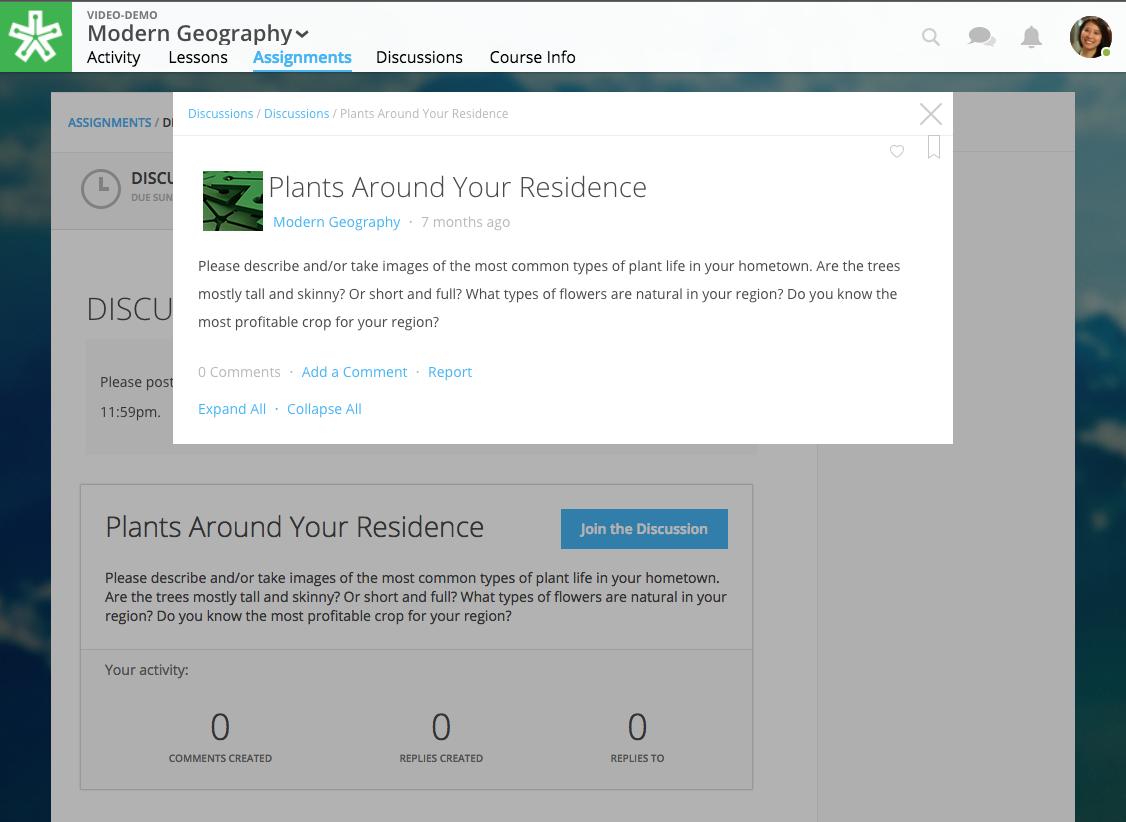 VIDEO-DEMO
Modern Geography
Activity Lessons Assignments Discussions Course Info
Discussions / Discussions / Plants Around Your Residence
ASSIGNMENTS /
DISCU
DUE SUN
Plants Around Your Residence
Modern Geography · 7 months ago
Please describe and/or take images of the most common types of plant life in your hometown. Are the trees
mostly tall and skinny? Or short and full? What types of flowers are natural in your region? Do you know the
most profitable crop for your region?
0 Comments · Add a Comment · Report
Expand All · Collapse All
DISCU
Please post
11:59pm.
Plants Around Your Residence
Join the Discussion
Please describe and/or take images of the most common types of plant life in your hometown.
Are the trees mostly tall and skinny? Or short and full? What types of flowers are natural in your
region? Do you know the most profitable crop for your region?
Your activity:
0 0 0
COMMENTS CREATED REPLIES CREATED REPLIES TO